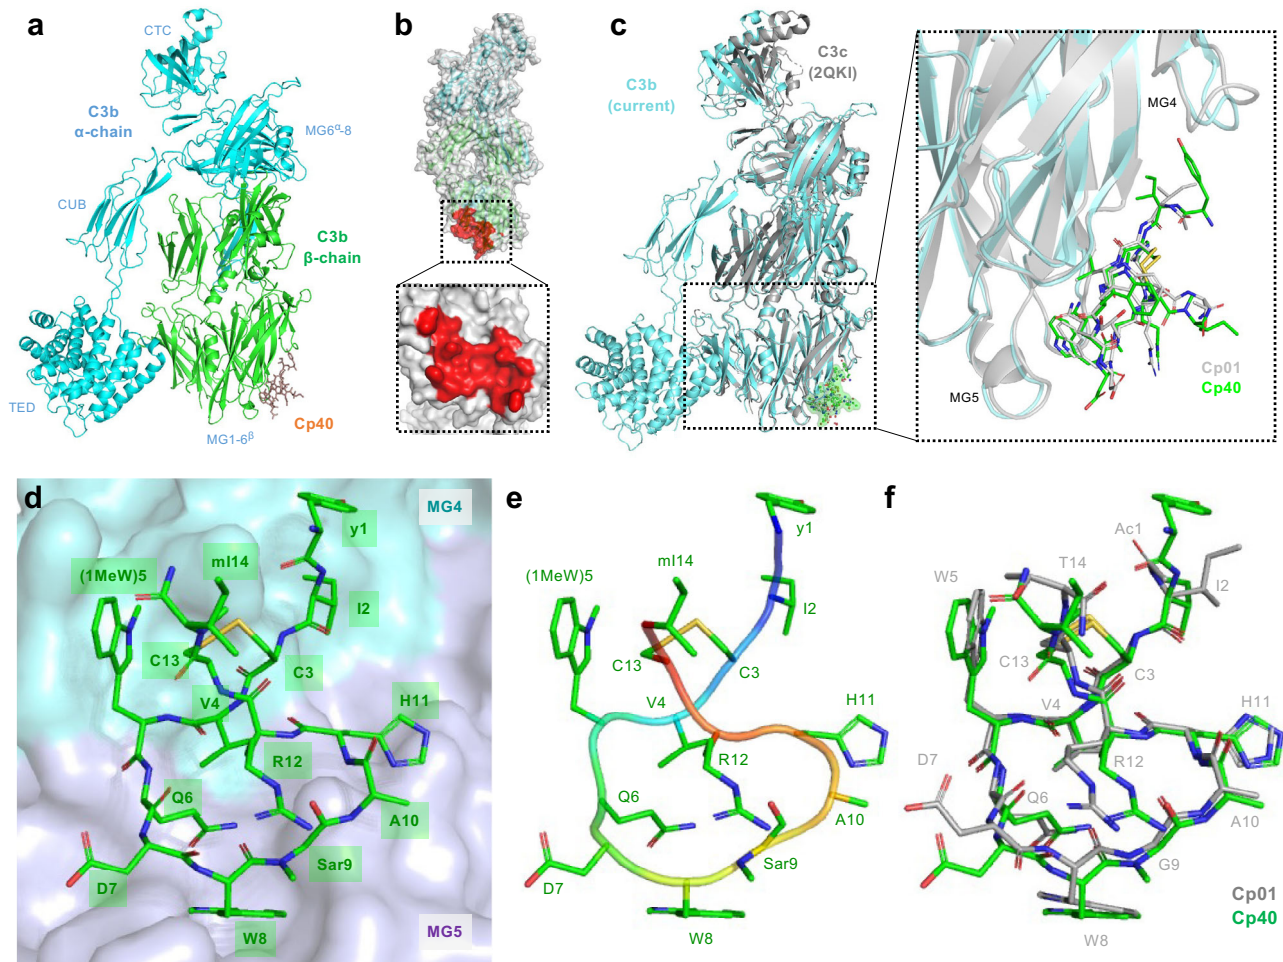 a
CTC
C3b
α-chain
MG6α-8
CUB
C3b
β-chain
TED
MG1-6β
Cp40
b
c
C3c
(2QKI)
C3b
(current)
MG4
MG5
Cp01
Cp40
d
MG4
y1
mI14
(1MeW)5
I2
C13
C3
V4
H11
R12
Q6
A10
Sar9
D7
W8
MG5
e
y1
mI14
(1MeW)5
I2
C13
C3
V4
H11
R12
Q6
A10
Sar9
D7
W8
f
Ac1
T14
W5
I2
C13
C3
V4
H11
D7
R12
Q6
A10
G9
W8
Cp01
Cp40